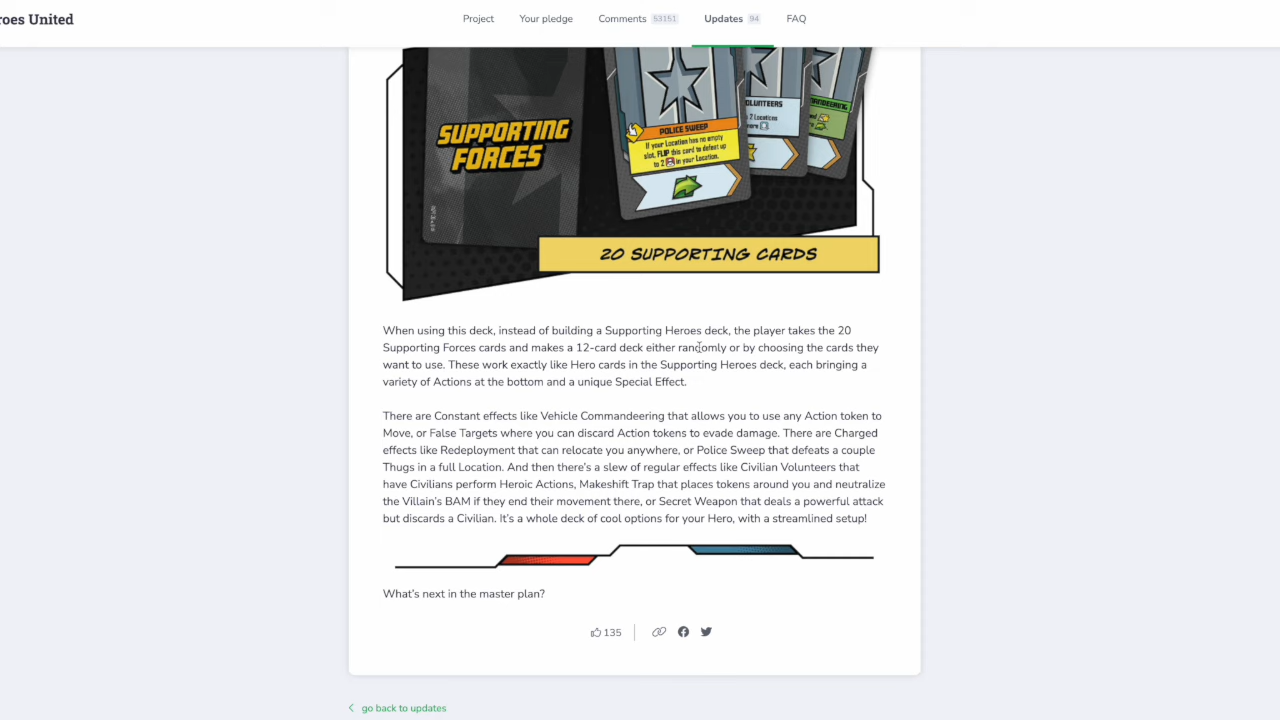 roes United
Project
Your pledge
Comments 53151
Updates 94
FAQ
SUPPORTING
FORCES
POLICE SWEEP
If your Location has no empty
slot, FLIP this card to defeat up
to 2 in your Location.
OLUNTEERS
2 Locations
MANDEERING
20 SUPPORTING CARDS
When using this deck, instead of building a Supporting Heroes deck, the player takes the 20
Supporting Forces cards and makes a 12-card deck either randomly or by choosing the cards they
want to use. These work exactly like Hero cards in the Supporting Heroes deck, each bringing a
variety of Actions at the bottom and a unique Special Effect.
There are Constant effects like Vehicle Commandeering that allows you to use any Action token to
Move, or False Targets where you can discard Action tokens to evade damage. There are Charged
effects like Redeployment that can relocate you anywhere, or Police Sweep that defeats a couple
Thugs in a full Location. And then there's a slew of regular effects like Civilian Volunteers that
have Civilians perform Heroic Actions, Makeshift Trap that places tokens around you and neutralize
the Villain's BAM if they end their movement there, or Secret Weapon that deals a powerful attack
but discards a Civilian. It's a whole deck of cool options for your Hero, with a streamlined setup!
What's next in the master plan?
135
go back to updates